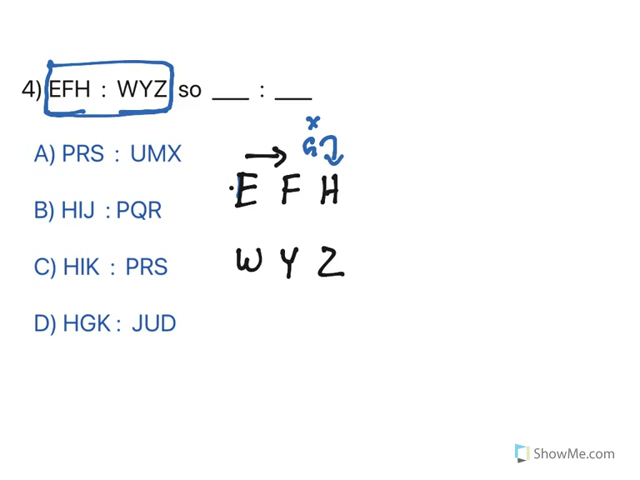 4) EFH : WYZ so ___ : ___
A) PRS : UMX
x
G
E F H
B) HIJ : PQR
W Y Z
C) HIK : PRS
D) HGK : JUD
ShowMe.com